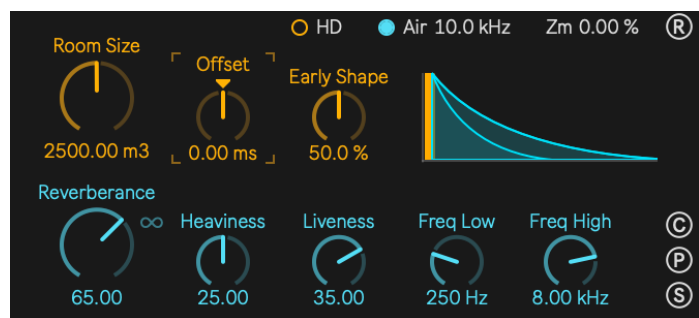 HD Air 10.0 kHz Zm 0.00 % R
Room Size Offset Early Shape
2500.00 m3 0.00 ms 50.0 %
Reverberance ∞ Heaviness Liveness Freq Low Freq High C
P
65.00 25.00 35.00 250 Hz 8.00 kHz S